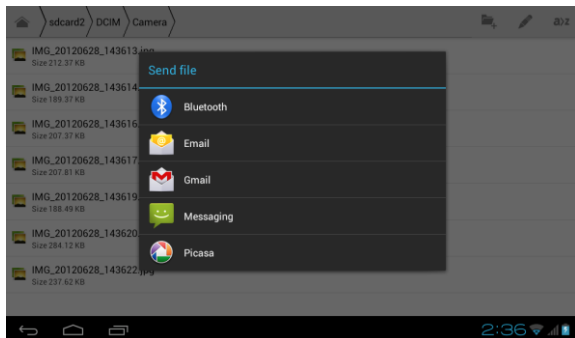 sdcard2 DCIM Camera a)z
IMG_20120628_143613.jpg
Size 212.37 KB
IMG_20120628_143614
Size 189.37 KB
IMG_20120628_143616.
Size 207.37 KB
IMG_20120628_143617.
Size 207.81 KB
IMG_20120628_143619.
Size 188.49 KB
IMG_20120628_143620.
Size 284.12 KB
IMG_20120628_143622.jpg
Size 237.62 KB
Send file
Bluetooth
Email
Gmail
Messaging
Picasa
2:36